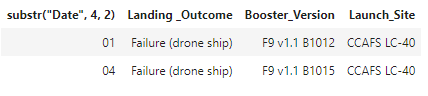 substr("Date", 4, 2) Landing _Outcome Booster_Version Launch_Site
01 Failure (drone ship) F9 v1.1 B1012 CCAFS LC-40
04 Failure (drone ship) F9 v1.1 B1015 CCAFS LC-40